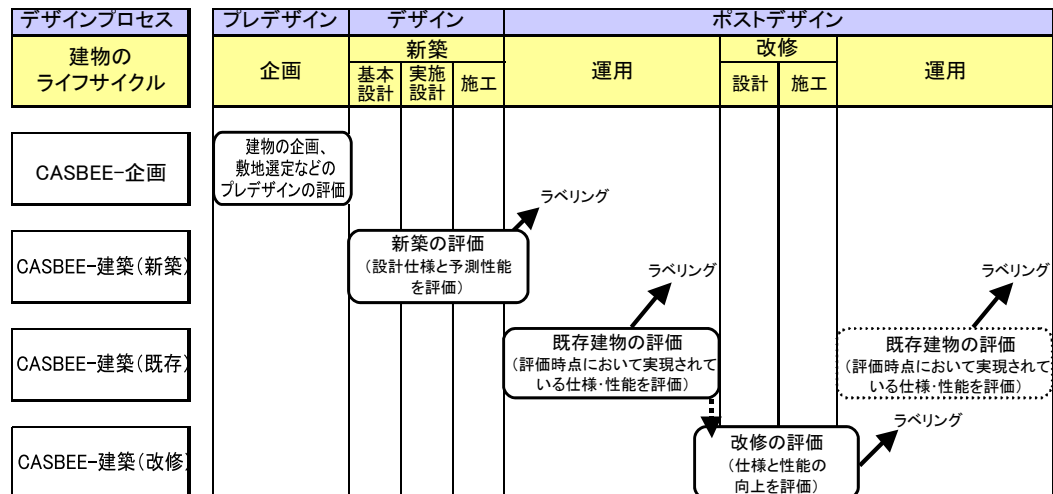 デザインプロセス
プレデザイン
デザイン
ポストデザイン
建物の
ライフサイクル
企画
新築
基本
設計
実施
設計
施工
運用
改修
設計
施工
運用
CASBEE-企画
建物の企画、
敷地選定などの
プレデザインの評価
ラベリング
CASBEE-建築(新築)
新築の評価
(設計仕様と予測性能
を評価)
ラベリング
ラベリング
CASBEE-建築(既存)
既存建物の評価
(評価時点において実現されて
いる仕様・性能を評価)
既存建物の評価
(評価時点において実現されて
いる仕様・性能を評価)
ラベリング
CASBEE-建築(改修)
改修の評価
(仕様と性能の
向上を評価)